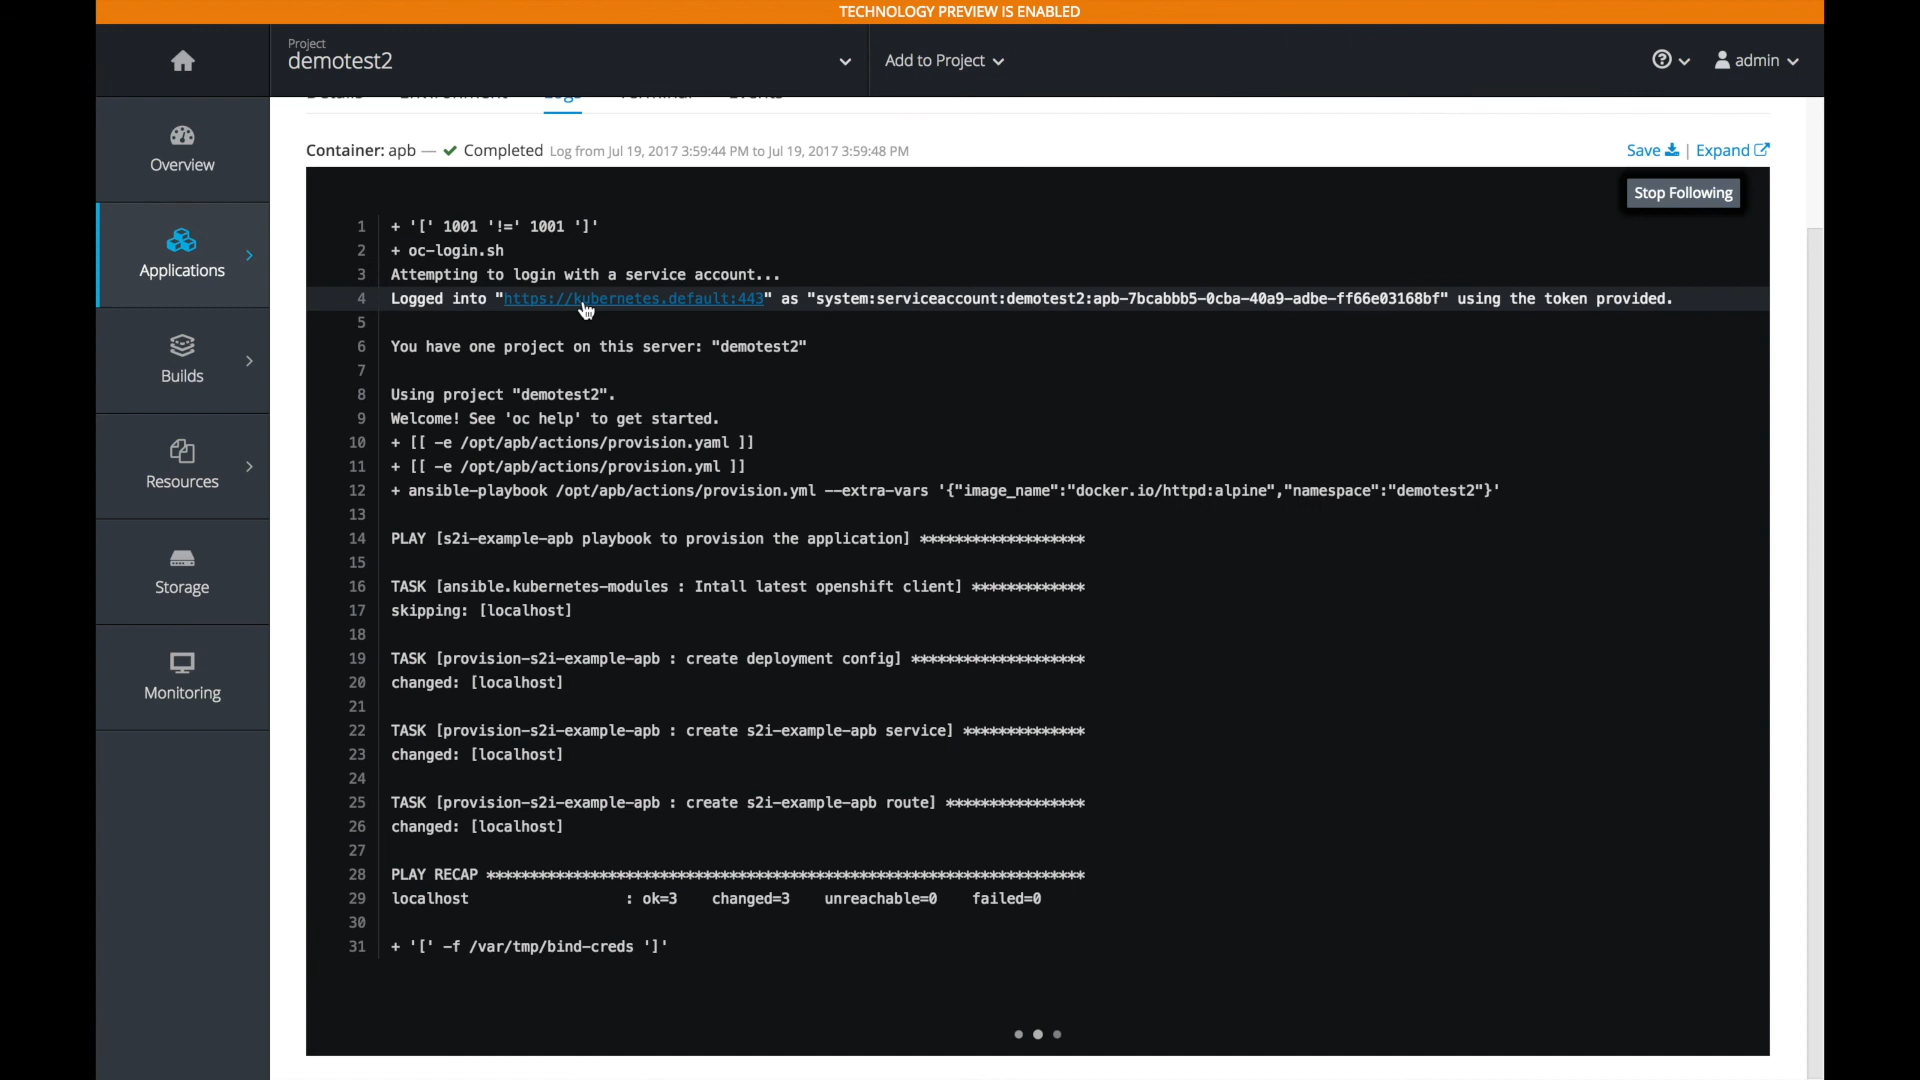 TECHNOLOGY PREVIEW IS ENABLED
Project
demotest2
Add to Project
admin
Overview
Applications
Builds
Resources
Storage
Monitoring
Details Environment Logs Terminal Events
Container: apb — Completed Log from Jul 19, 2017 3:59:44 PM to Jul 19, 2017 3:59:48 PM
Save | Expand
Stop Following
1 + '[' 1001 '!=' 1001 ']'
2 + oc-login.sh
3 Attempting to login with a service account...
4 Logged into "https://kubernetes.default:443" as "system:serviceaccount:demotest2:apb-7bcabbb5-0cba-40a9-adbe-ff66e03168bf" using the token provided.
5
6 You have one project on this server: "demotest2"
7
8 Using project "demotest2".
9 Welcome! See 'oc help' to get started.
10 + [[ -e /opt/apb/actions/provision.yaml ]]
11 + [[ -e /opt/apb/actions/provision.yml ]]
12 + ansible-playbook /opt/apb/actions/provision.yml --extra-vars '{"image_name":"docker.io/httpd:alpine","namespace":"demotest2"}'
13
14 PLAY [s2i-example-apb playbook to provision the application] *******************
15
16 TASK [ansible.kubernetes-modules : Intall latest openshift client] *************
17 skipping: [localhost]
18
19 TASK [provision-s2i-example-apb : create deployment config] ********************
20 changed: [localhost]
21
22 TASK [provision-s2i-example-apb : create s2i-example-apb service] **************
23 changed: [localhost]
24
25 TASK [provision-s2i-example-apb : create s2i-example-apb route] ****************
26 changed: [localhost]
27
28 PLAY RECAP *********************************************************************
29 localhost : ok=3 changed=3 unreachable=0 failed=0
30
31 + '[' -f /var/tmp/bind-creds ']'